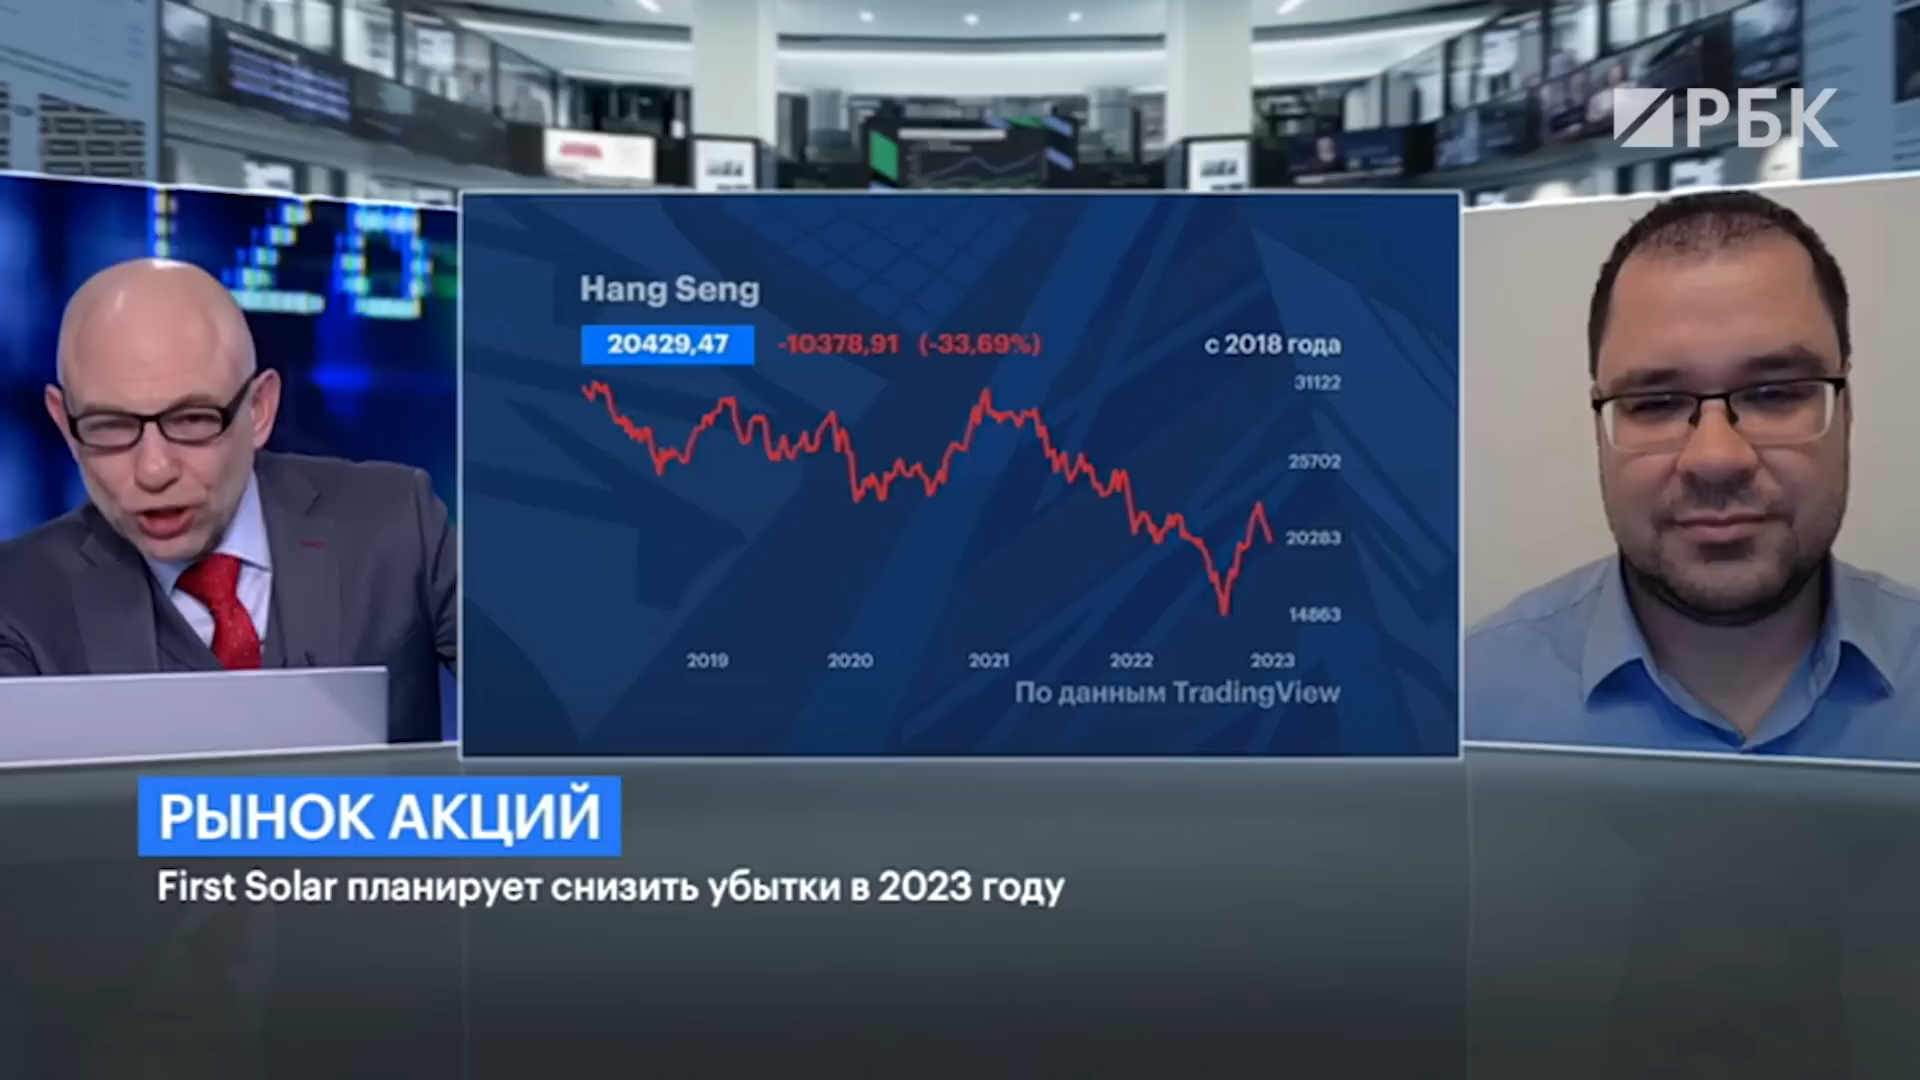 РБК
Hang Seng
20429,47 -10378,91 (-33,69%) с 2018 года
31122
25702
20283
14863
2019 2020 2021 2022 2023
По данным TradingView
РЫНОК АКЦИЙ
First Solar планирует снизить убытки в 2023 году